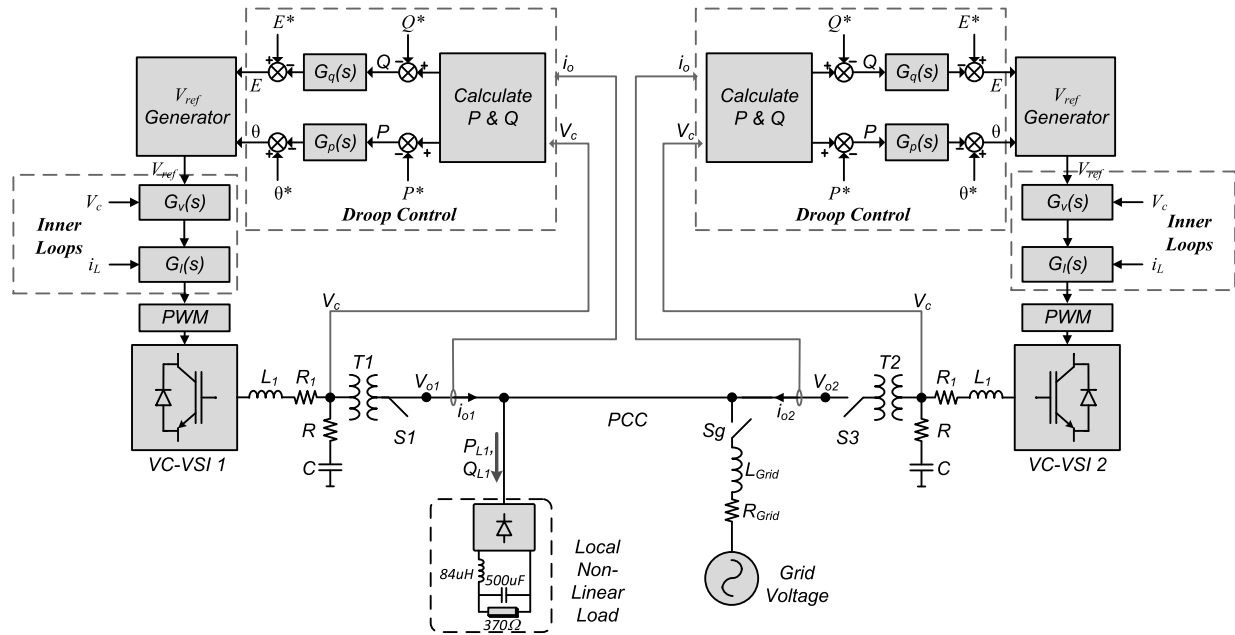 E*
Q*
V_ref Generator
E
G_q(s)
Q
Calculate P & Q
i_o
θ
G_p(s)
P
V_c
θ*
P*
Droop Control
V_ref
V_c
G_v(s)
Inner Loops
i_L
G_I(s)
PWM
VC-VSI 1
L_1
R_1
V_c
T1
R
C
S1
V_o1
i_o1
P_L1, Q_L1
84uH
500uF
370Ω
Local Non-Linear Load
PCC
Sg
L_Grid
R_Grid
Grid Voltage
Q*
E*
i_o
Calculate P & Q
Q
G_q(s)
E
V_ref Generator
V_c
P
G_p(s)
θ
P*
θ*
Droop Control
V_ref
G_v(s)
V_c
Inner Loops
G_I(s)
i_L
PWM
V_c
V_o2
i_o2
S3
T2
R_1
L_1
R
C
VC-VSI 2